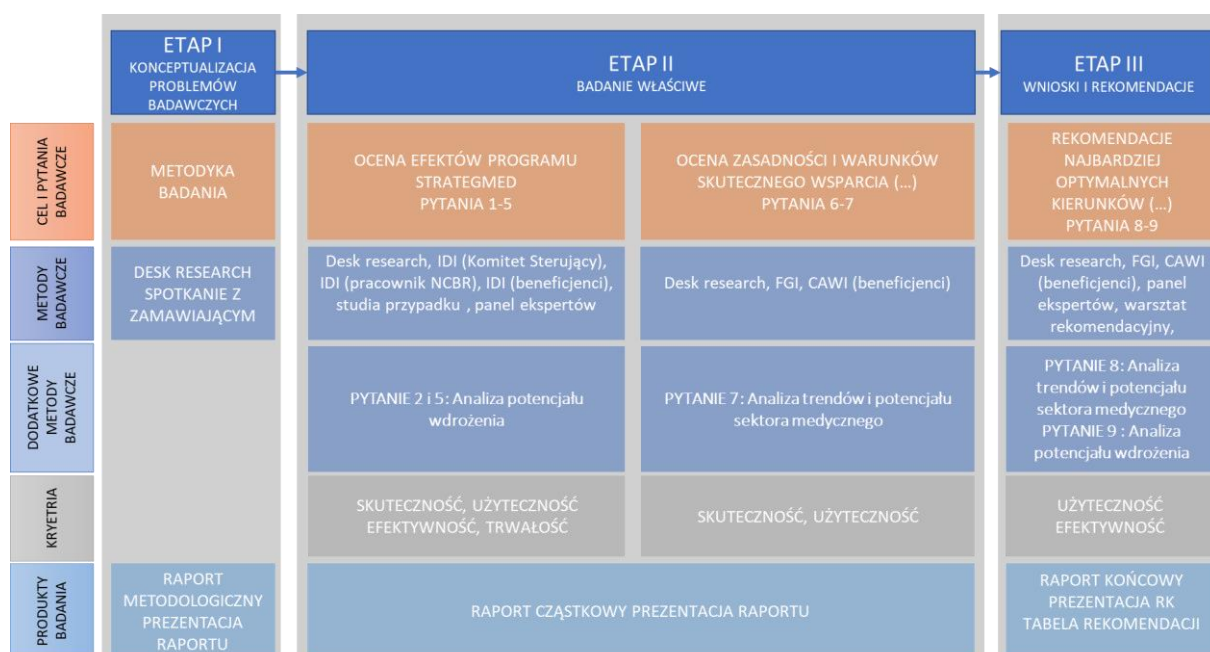 ETAP I
KONCEPTUALIZACJA
PROBLEMÓW
BADAWCZYCH
ETAP II
BADANIE WŁAŚCIWE
ETAP III
WNIOSKI I REKOMENDACJE
CEL I PYTANIA
BADAWCZE
METODYKA
BADANIA
OCENA EFEKTÓW PROGRAMU
STRATEGMED
PYTANIA 1-5
OCENA ZASADNOŚCI I WARUNKÓW
SKUTECZNEGO WSPARCIA (...)
PYTANIA 6-7
REKOMENDACJE
NAJBARDZIEJ
OPTYMALNYCH
KIERUNKÓW (...)
PYTANIA 8-9
METODY
BADAWCZE
DESK RESEARCH
SPOTKANIE Z
ZAMAWIAJĄCYM
Desk research, IDI (Komitet Sterujący),
IDI (pracownik NCBR), IDI (beneficjenci),
studia przypadku , panel ekspertów
Desk research, FGI, CAWI (beneficjenci)
Desk research, FGI, CAWI
(beneficjenci), panel
ekspertów, warsztat
rekomendacyjny,
DODATKOWE
METODY
BADAWCZE
PYTANIE 2 i 5: Analiza potencjału
wdrożenia
PYTANIE 7: Analiza trendów i potencjału
sektora medycznego
PYTANIE 8: Analiza
trendów i potencjału
sektora medycznego
PYTANIE 9 : Analiza
potencjału wdrożenia
KRYETRIA
SKUTECZNOŚĆ, UŻYTECZNOŚĆ
EFEKTYWNOŚĆ, TRWAŁOŚĆ
SKUTECZNOŚĆ, UŻYTECZNOŚĆ
UŻYTECZNOŚĆ
EFEKTYWNOŚĆ
PRODUKTY
BADANIA
RAPORT
METODOLOGICZNY
PREZENTACJA
RAPORTU
RAPORT CZĄSTKOWY PREZENTACJA RAPORTU
RAPORT KOŃCOWY
PREZENTACJA RK
TABELA REKOMENDACJI